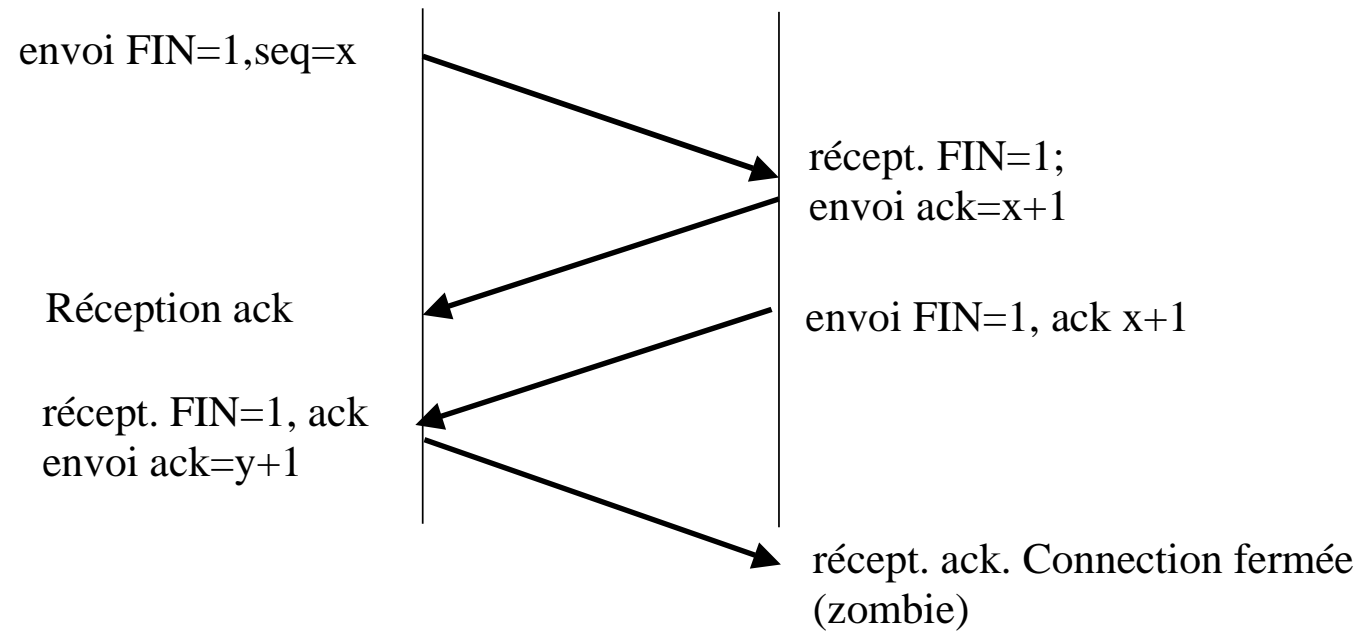 envoi FIN=1,seq=x
récept. FIN=1;
envoi ack=x+1
Réception ack
envoi FIN=1, ack x+1
récept. FIN=1, ack
envoi ack=y+1
récept. ack. Connection fermée
(zombie)